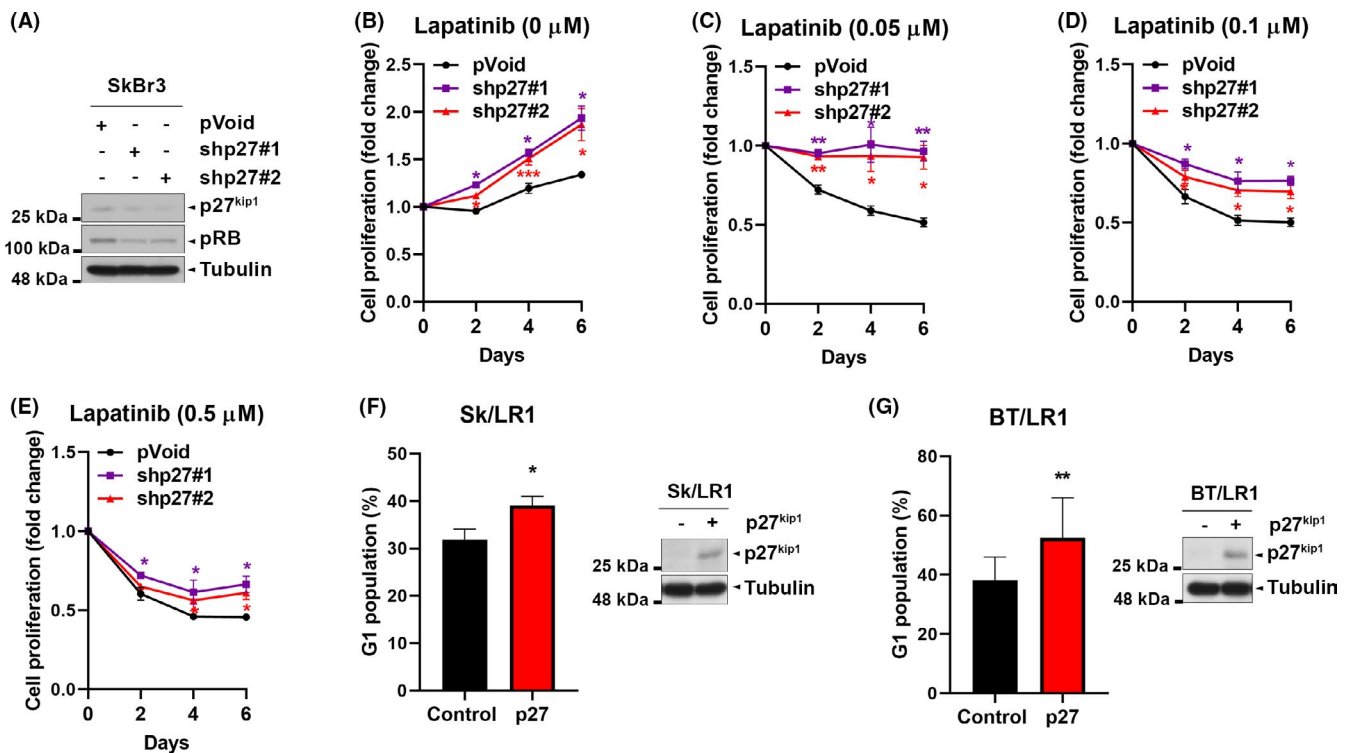 (A)
SkBr3
+ - - pVoid
- + - shp27#1
- - + shp27#2
p27kip1
25 kDa
pRB
100 kDa
Tubulin
48 kDa
(B)
Lapatinib (0 μM)
pVoid
shp27#1
shp27#2
Cell proliferation (fold change)
2.5
2.0
1.5
1.0
0.5
0.0
* * *
* *** *
0 2 4 6
Days
(C)
Lapatinib (0.05 μM)
pVoid
shp27#1
shp27#2
Cell proliferation (fold change)
1.5
1.0
0.5
0.0
** * **
** * *
0 2 4 6
Days
(D)
Lapatinib (0.1 μM)
pVoid
shp27#1
shp27#2
Cell proliferation (fold change)
1.5
1.0
0.5
0.0
* * *
* * *
0 2 4 6
Days
(E)
Lapatinib (0.5 μM)
pVoid
shp27#1
shp27#2
Cell proliferation (fold change)
1.5
1.0
0.5
0.0
* * *
* *
0 2 4 6
Days
(F)
Sk/LR1
G1 population (%)
50
40
30
20
10
0
*
Control p27
Sk/LR1
- + p27kip1
p27kip1
25 kDa
Tubulin
48 kDa
(G)
BT/LR1
G1 population (%)
80
60
40
20
0
**
Control p27
BT/LR1
- + p27kip1
p27kip1
25 kDa
Tubulin
48 kDa